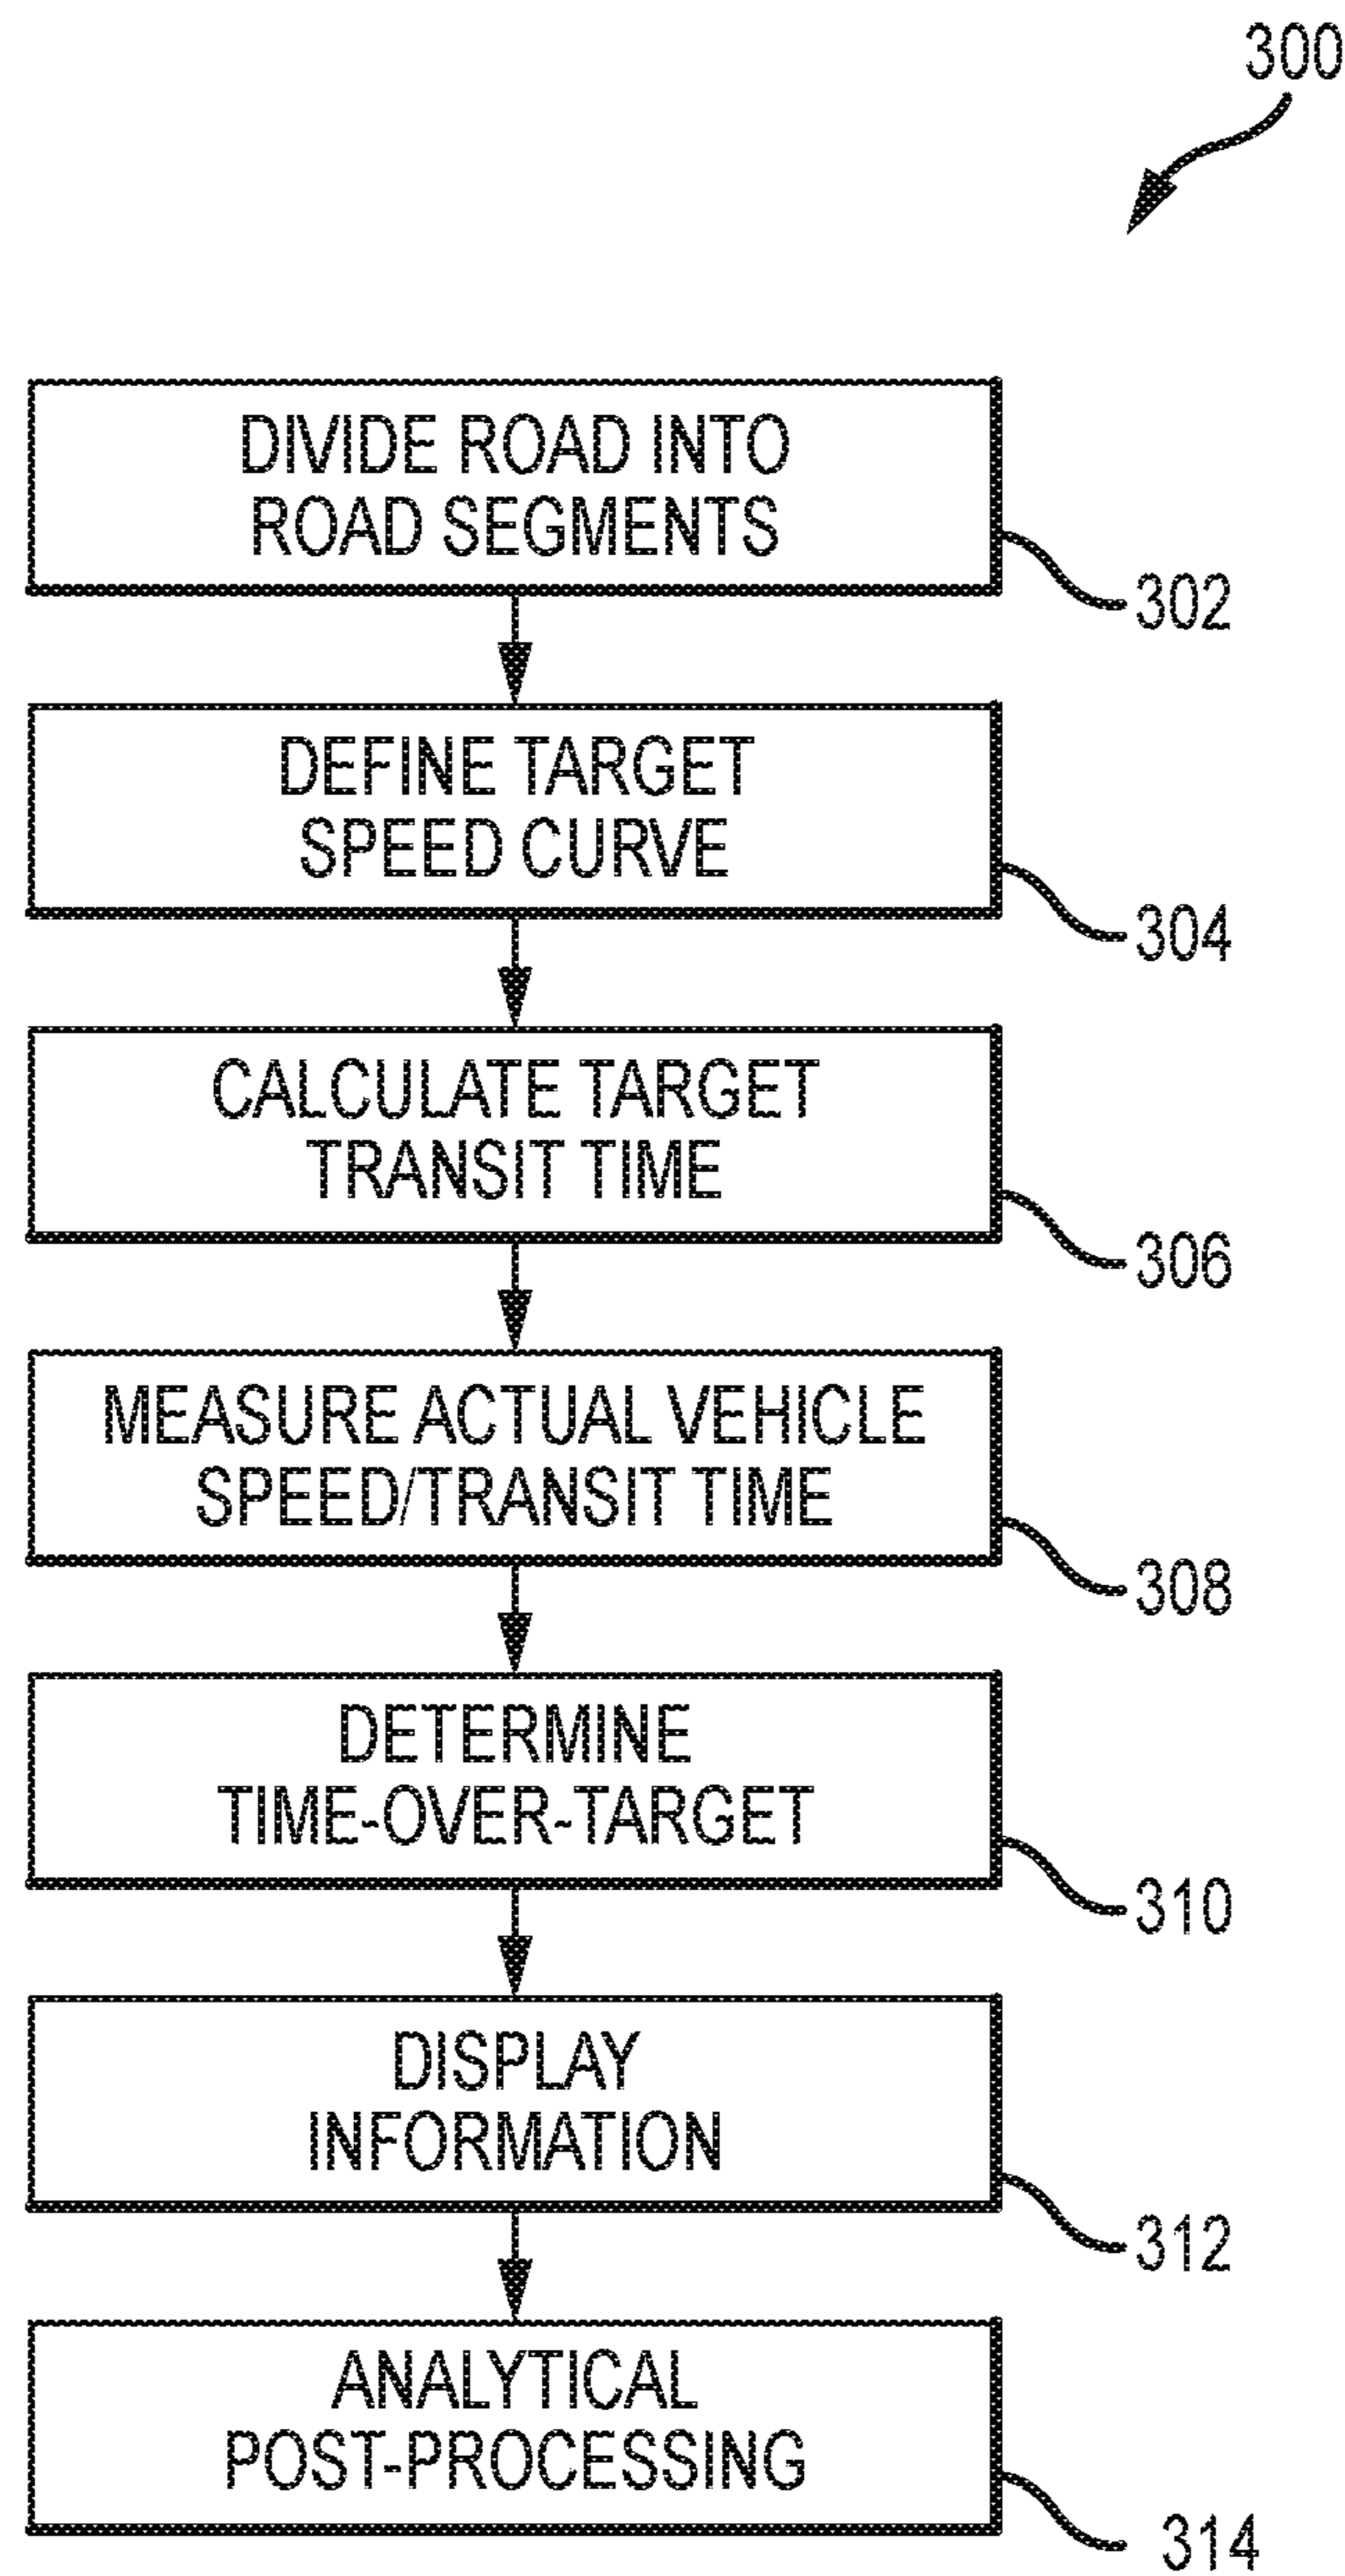 300
DIVIDE ROAD INTO
ROAD SEGMENTS
302
DEFINE TARGET
SPEED CURVE
304
CALCULATE TARGET
TRANSIT TIME
306
MEASURE ACTUAL VEHICLE
SPEED/TRANSIT TIME
308
DETERMINE
TIME-OVER-TARGET
310
DISPLAY
INFORMATION
312
ANALYTICAL
POST-PROCESSING
314